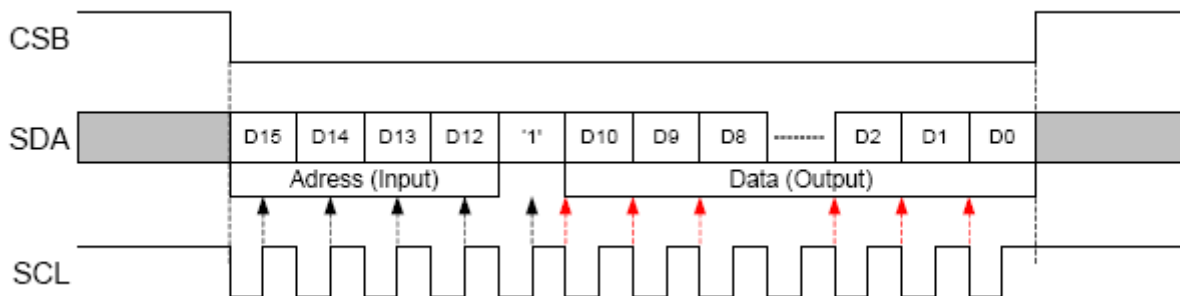 CSB
SDA D15 D14 D13 D12 '1' D10 D9 D8 -------- D2 D1 D0
Adress (Input) Data (Output)
SCL